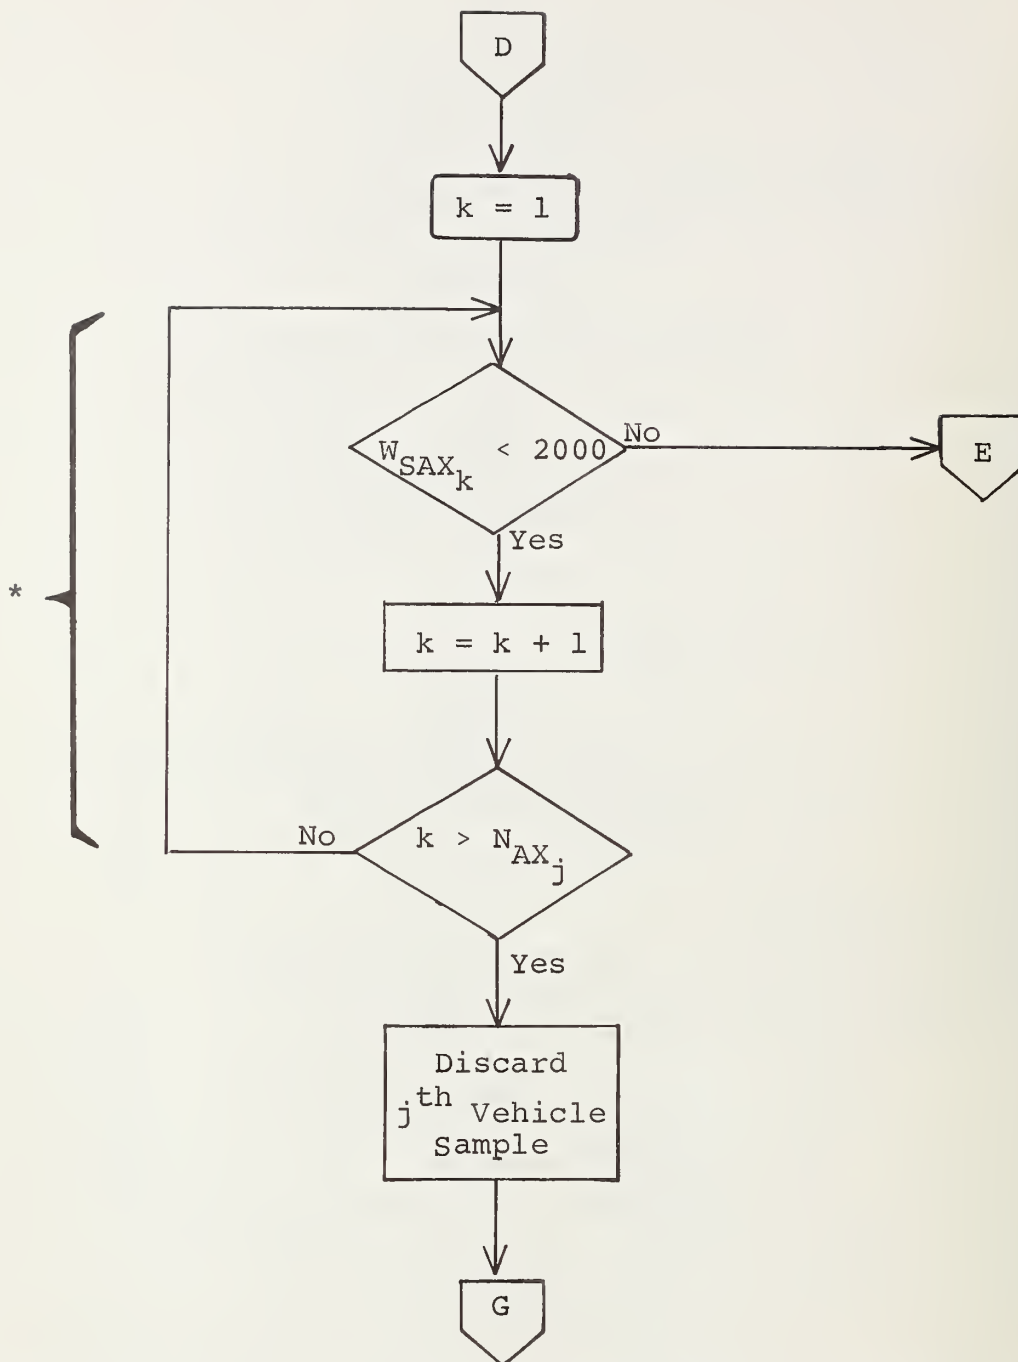 D
k = 1
W_SAX_k < 2000
No
E
Yes
*
k = k + 1
No
k > N_AX_j
Yes
Discard
j^th Vehicle
Sample
G